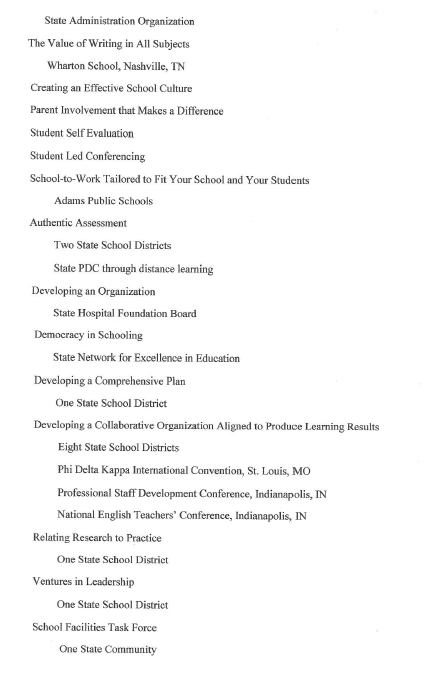 State Administration Organization
The Value of Writing in All Subjects
Wharton School, Nashville, TN
Creating an Effective School Culture
Parent Involvement that Makes a Difference
Student Self Evaluation
Student Led Conferencing
School-to-Work Tailored to Fit Your School and Your Students
Adams Public Schools
Authentic Assessment
Two State School Districts
State PDC through distance learning
Developing an Organization
State Hospital Foundation Board
Democracy in Schooling
State Network for Excellence in Education
Developing a Comprehensive Plan
One State School District
Developing a Collaborative Organization Aligned to Produce Learning Results
Eight State School Districts
Phi Delta Kappa International Convention, St. Louis, MO
Professional Staff Development Conference, Indianapolis, IN
National English Teachers' Conference, Indianapolis, IN
Relating Research to Practice
One State School District
Ventures in Leadership
One State School District
School Facilities Task Force
One State Community